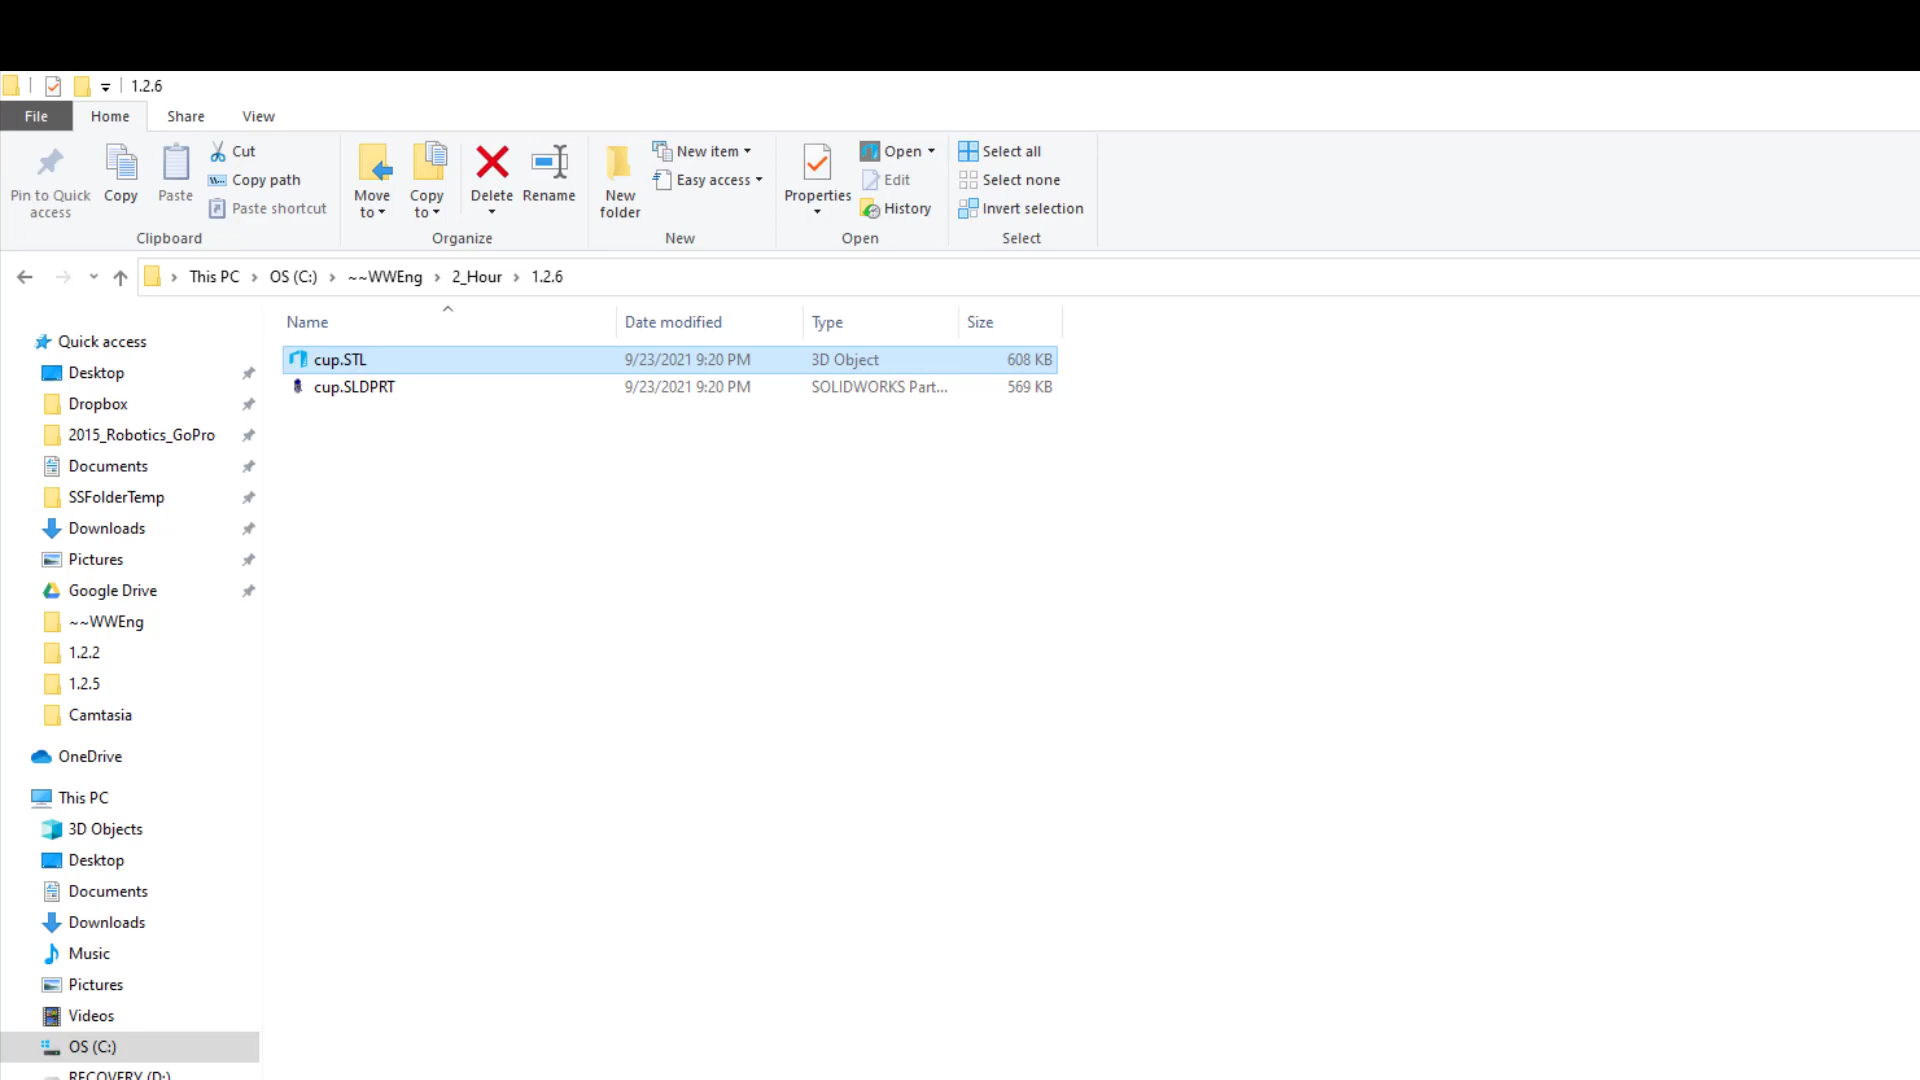 1.2.6
File Home Share View
Pin to Quick access
Copy
Paste
Cut
Copy path
Paste shortcut
Clipboard
Move to
Copy to
Delete
Rename
Organize
New folder
New item
Easy access
New
Properties
Open
Edit
History
Open
Select all
Select none
Invert selection
Select
This PC > OS (C:) > ~~WWEng > 2_Hour > 1.2.6
Name Date modified Type Size
cup.STL 9/23/2021 9:20 PM 3D Object 608 KB
cup.SLDPRT 9/23/2021 9:20 PM SOLIDWORKS Part... 569 KB
Quick access
Desktop
Dropbox
2015_Robotics_GoPro
Documents
SSFolderTemp
Downloads
Pictures
Google Drive
~~WWEng
1.2.2
1.2.5
Camtasia
OneDrive
This PC
3D Objects
Desktop
Documents
Downloads
Music
Pictures
Videos
OS (C:)
RECOVERY (D:)